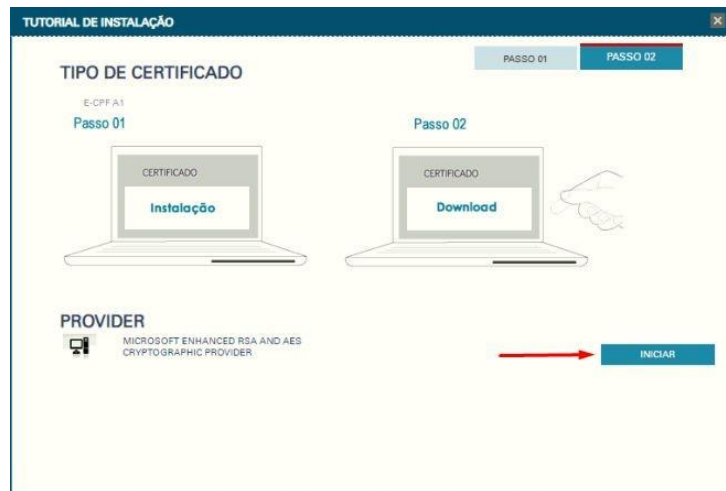 TUTORIAL DE INSTALAÇÃO
PASSO 01
PASSO 02
TIPO DE CERTIFICADO
E-CPF A1
Passo 01
Passo 02
CERTIFICADO
Instalação
CERTIFICADO
Download
PROVIDER
MICROSOFT ENHANCED RSA AND AES
CRYPTOGRAPHIC PROVIDER
INICIAR